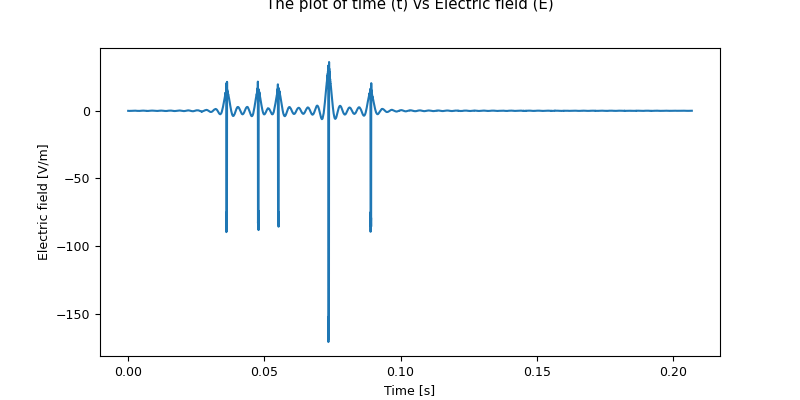 The plot of time (t) vs Electric field (E)
Electric field [V/m]
0
−50
−100
−150
0.00 0.05 0.10 0.15 0.20
Time [s]